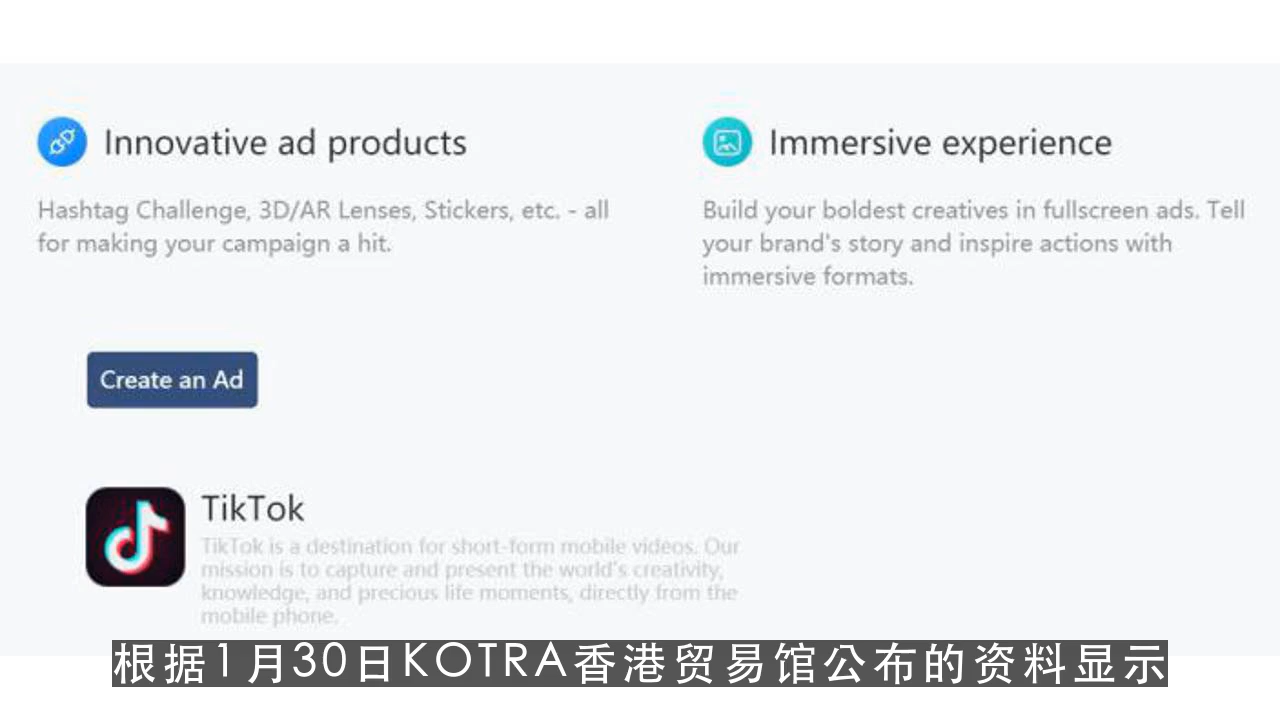 Innovative ad products
Hashtag Challenge, 3D/AR Lenses, Stickers, etc. - all
for making your campaign a hit.
Immersive experience
Build your boldest creatives in fullscreen ads. Tell
your brand's story and inspire actions with
immersive formats.
Create an Ad
TikTok
TikTok is a destination for short-form mobile videos. Our
mission is to capture and present the world's creativity,
knowledge, and precious life moments, directly from the
mobile phone.
根据1月30日KOTRA香港贸易馆公布的资料显示